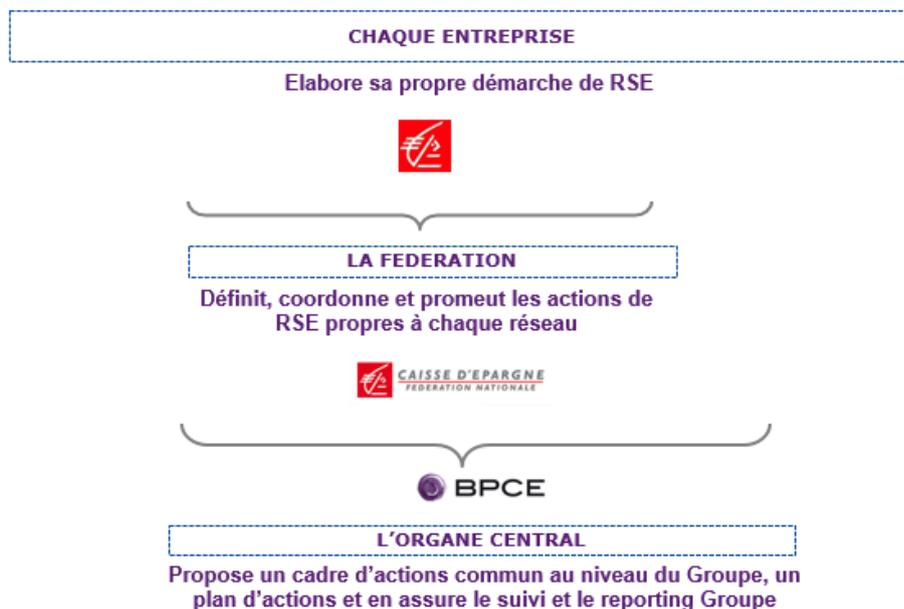 CHAQUE ENTREPRISE
Elabore sa propre démarche de RSE
LA FEDERATION
Définit, coordonne et promeut les actions de
RSE propres à chaque réseau
CAISSE D'EPARGNE
FEDERATION NATIONALE
BPCE
L'ORGANE CENTRAL
Propose un cadre d'actions commun au niveau du Groupe, un
plan d'actions et en assure le suivi et le reporting Groupe